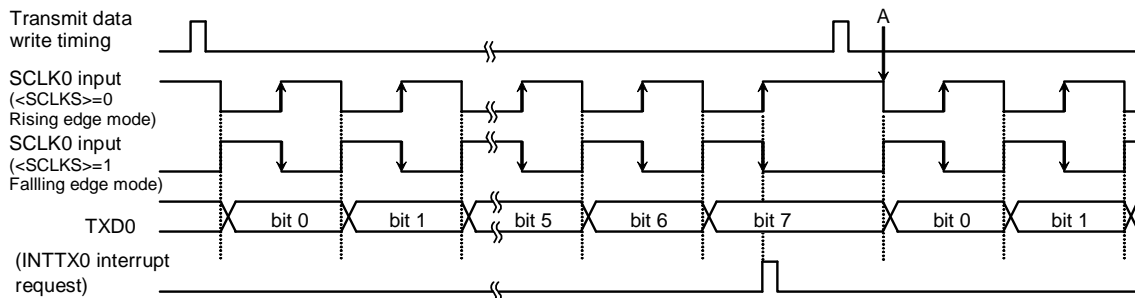 Transmit data
write timing
A
SCLK0 input
(<SCLKS>=0
Rising edge mode)
SCLK0 input
(<SCLKS>=1
Fallling edge mode)
TXD0
bit 0
bit 1
bit 5
bit 6
bit 7
bit 0
bit 1
(INTTX0 interrupt
request)